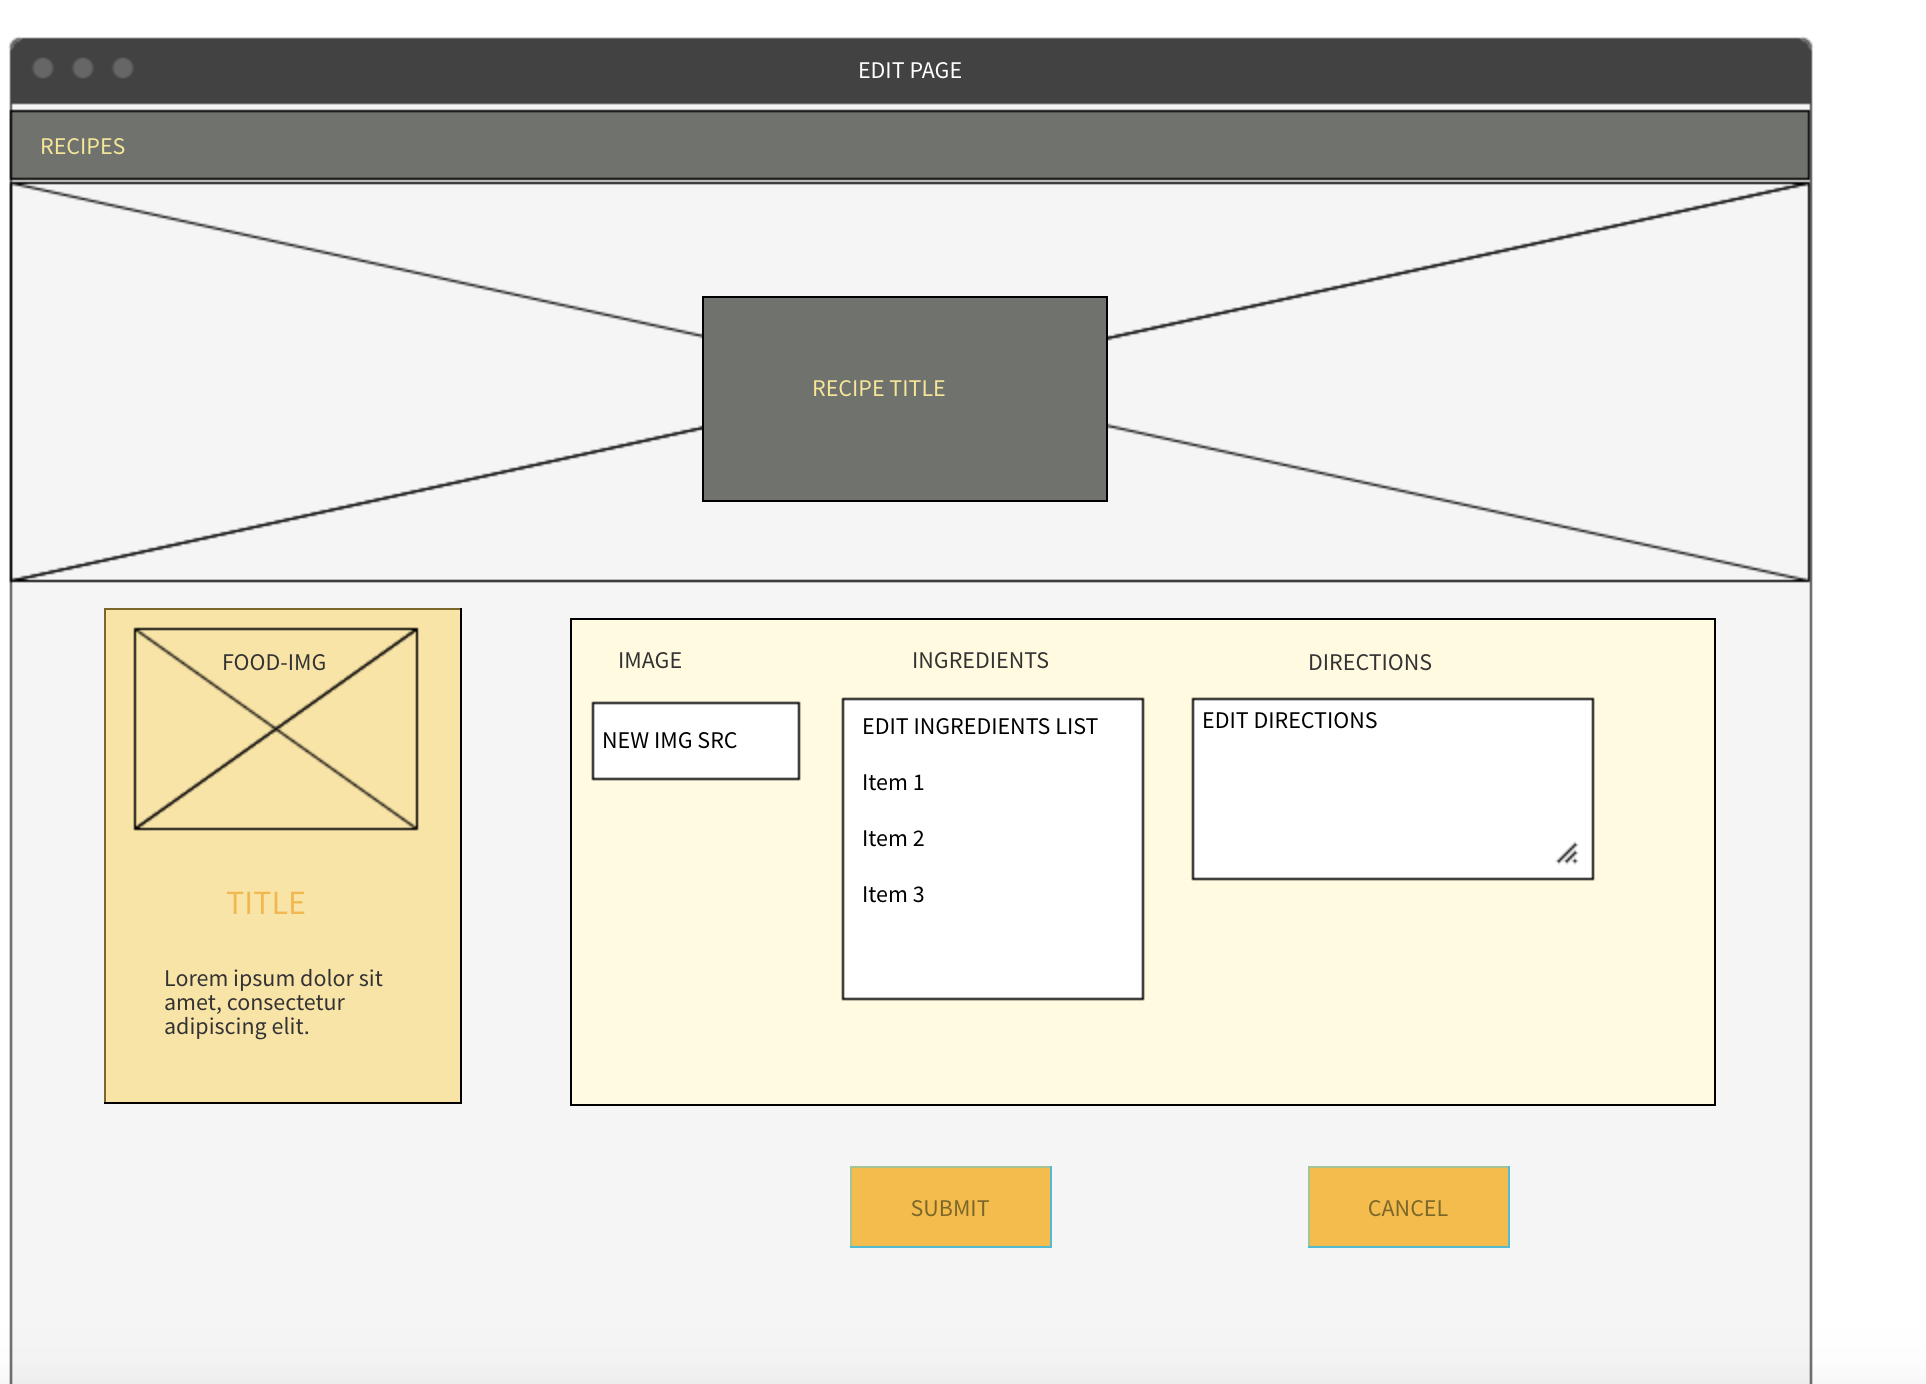 EDIT PAGE
RECIPES
RECIPE TITLE
FOOD-IMG
TITLE
Lorem ipsum dolor sit
amet, consectetur
adipiscing elit.
IMAGE
NEW IMG SRC
INGREDIENTS
EDIT INGREDIENTS LIST
Item 1
Item 2
Item 3
DIRECTIONS
EDIT DIRECTIONS
SUBMIT
CANCEL